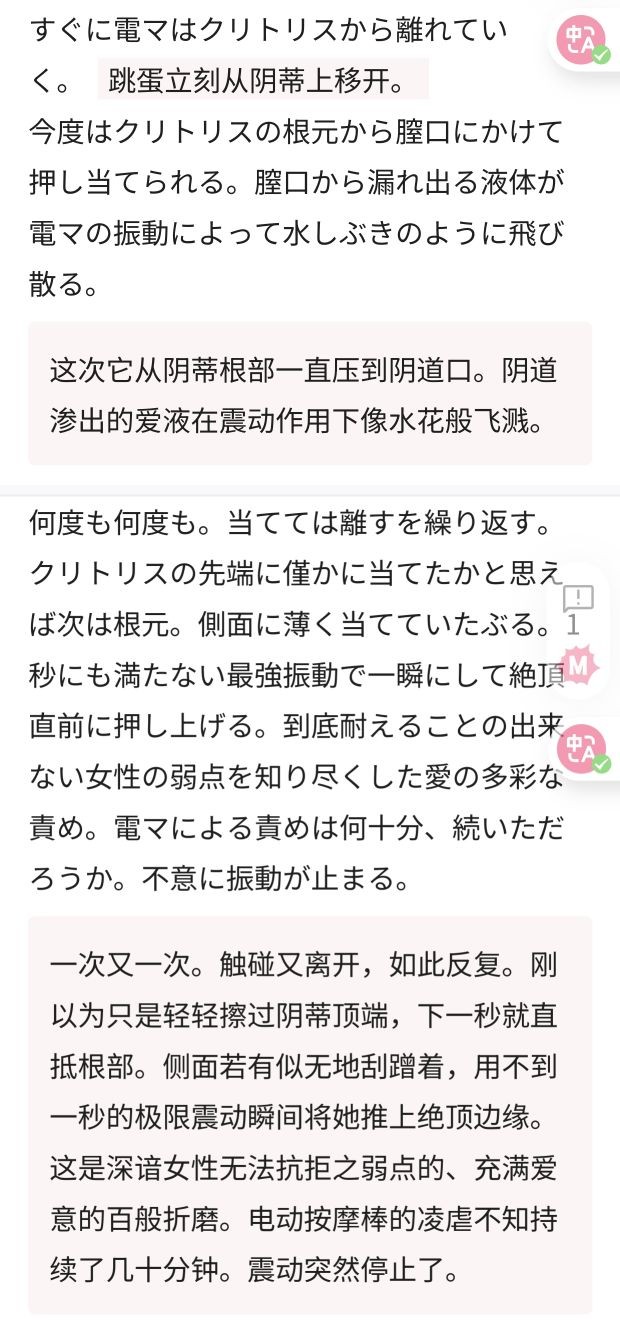 すぐに電マはクリトリスから離れてい
く。 跳蛋立刻从阴蒂上移开。
今度はクリトリスの根元から膣口にかけて
押し当てられる。膣口から漏れ出る液体が
電マの振動によって水しぶきのように飛び
散る。
这次它从阴蒂根部一直压到阴道口。阴道
渗出的爱液在震动作用下像水花般飞溅。
何度も何度も。当てては離すを繰り返す。
クリトリスの先端に僅かに当てたかと思え
ば次は根元。側面に薄く当てていたぶる。1
秒にも満たない最強振動で一瞬にして絶頂
直前に押し上げる。到底耐えることの出来
ない女性の弱点を知り尽くした愛の多彩な
責め。電マによる責めは何十分、続いただ
ろうか。不意に振動が止まる。
一次又一次。触碰又离开，如此反复。刚
以为只是轻轻擦过阴蒂顶端，下一秒就直
抵根部。侧面若有似无地刮蹭着，用不到
一秒的极限震动瞬间将她推上绝顶边缘。
这是深谙女性无法抗拒之弱点的、充满爱
意的百般折磨。电动按摩棒的凌虐不知持
续了几十分钟。震动突然停止了。
中A
M
中A